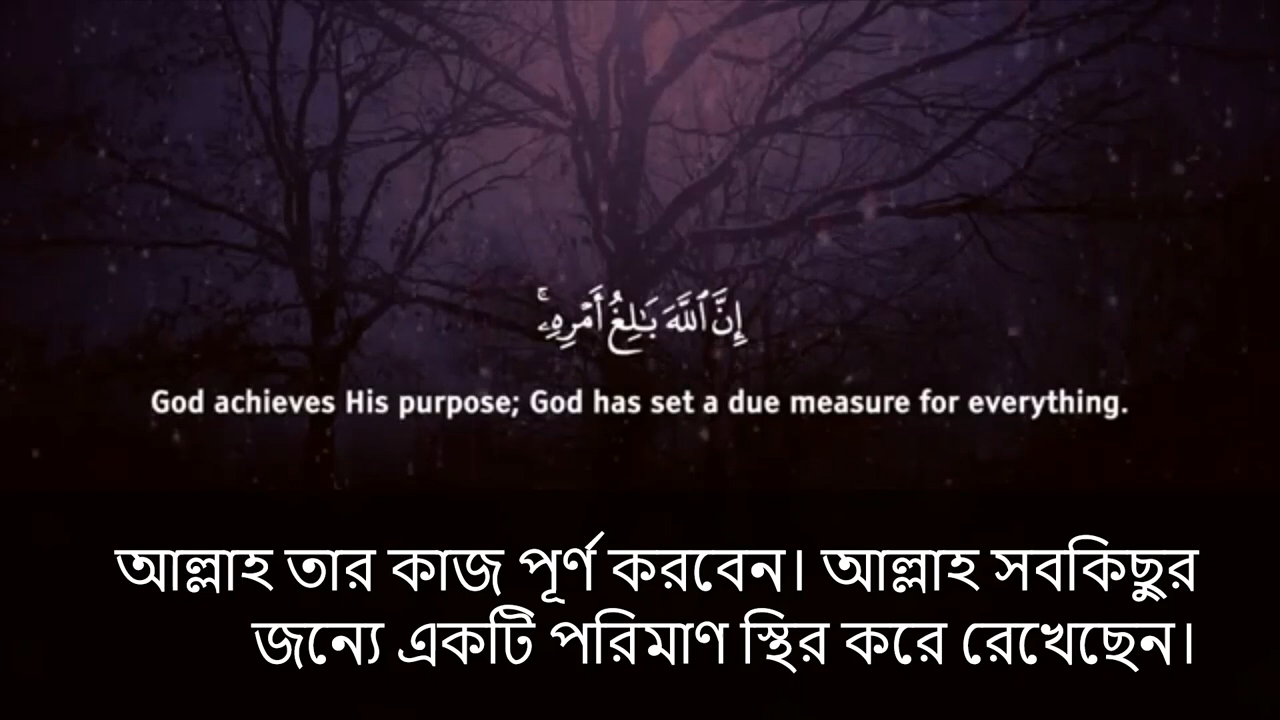 إِنَّ ٱللَّهَ بَـٰلِغُ أَمْرِهِۦۚ
God achieves His purpose; God has set a due measure for everything.
আল্লাহ তার কাজ পূর্ণ করবেন। আল্লাহ সবকিছুর
জন্যে একটি পরিমাণ স্থির করে রেখেছেন।